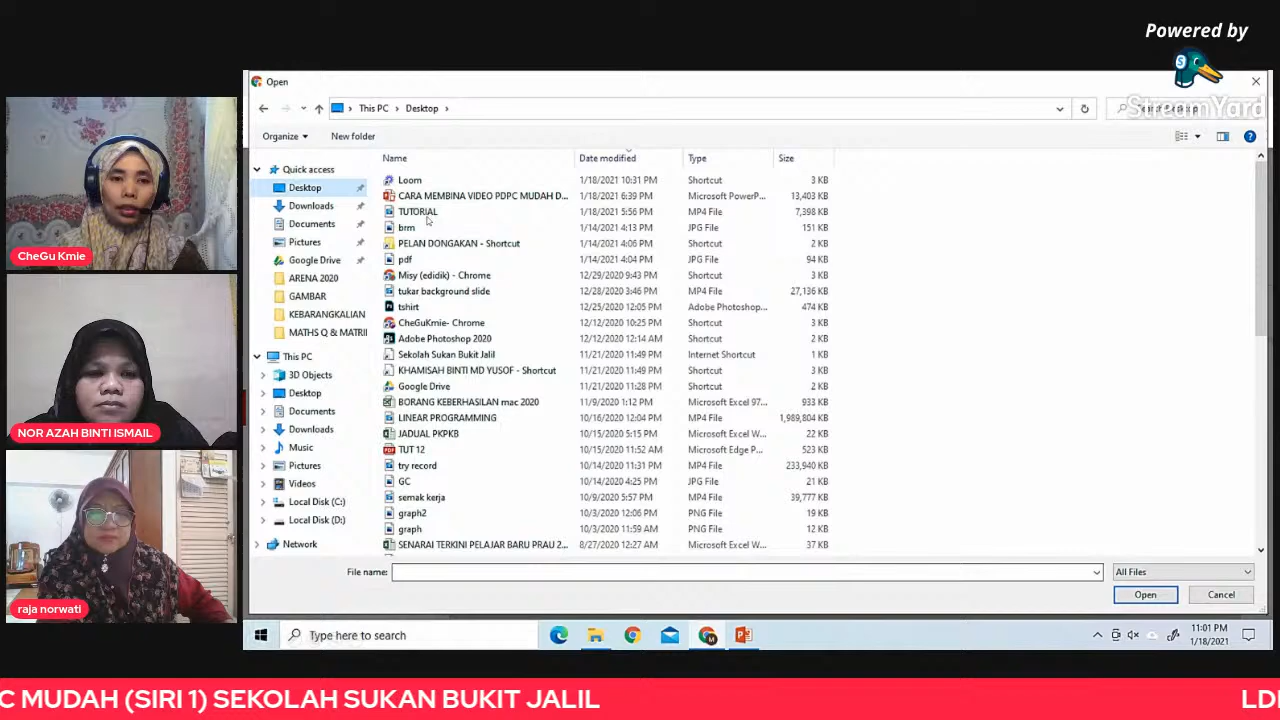 Powered by
StreamYard
Open
This PC
Desktop
Organize
New folder
Name
Date modified
Type
Size
Quick access
Desktop
Downloads
Documents
Pictures
Google Drive
ARENA 2020
GAMBAR
KEBARANGKALIAN
MATHS Q & MATRI
This PC
3D Objects
Desktop
Documents
Downloads
Music
Pictures
Videos
Local Disk (C:)
Local Disk (D:)
Network
Loom 1/18/2021 10:31 PM Shortcut 3 KB
CARA MEMBINA VIDEO PDPC MUDAH D... 1/18/2021 6:39 PM Microsoft PowerP... 13,403 KB
TUTORIAL 1/18/2021 5:56 PM MP4 File 7,398 KB
brm 1/14/2021 4:13 PM JPG File 151 KB
PELAN DONGAKAN - Shortcut 1/14/2021 4:06 PM Shortcut 2 KB
pdf 1/14/2021 4:04 PM JPG File 94 KB
Misy (edidik) - Chrome 12/29/2020 9:43 PM Shortcut 3 KB
tukar background slide 12/28/2020 3:46 PM MP4 File 27,136 KB
tshirt 12/25/2020 12:05 PM Adobe Photoshop... 474 KB
CheGuKmie- Chrome 12/12/2020 10:25 PM Shortcut 3 KB
Adobe Photoshop 2020 12/12/2020 12:14 AM Shortcut 2 KB
Sekolah Sukan Bukit Jalil 11/21/2020 11:49 PM Internet Shortcut 1 KB
KHAMISAH BINTI MD YUSOF - Shortcut 11/21/2020 11:49 PM Shortcut 2 KB
Google Drive 11/21/2020 11:28 PM Shortcut 2 KB
BORANG KEBERHASILAN mac 2020 11/9/2020 1:12 PM Microsoft Excel 97... 933 KB
LINEAR PROGRAMMING 10/16/2020 12:04 PM MP4 File 1,989,804 KB
JADUAL PKPKB 10/15/2020 5:15 PM Microsoft Excel W... 22 KB
TUT 12 10/15/2020 11:52 AM Microsoft Edge P... 523 KB
try record 10/14/2020 11:31 PM MP4 File 233,940 KB
GC 10/14/2020 4:25 PM JPG File 21 KB
semak kerja 10/9/2020 5:57 PM MP4 File 39,777 KB
graph2 10/3/2020 12:06 PM PNG File 19 KB
graph 10/3/2020 11:59 AM PNG File 12 KB
SENARAI TERKINI PELAJAR BARU PRAU 2... 8/27/2020 12:27 AM Microsoft Excel W... 37 KB
File name:
All Files
Open
Cancel
Type here to search
11:01 PM
1/18/2021
CheGu Kmie
NOR AZAH BINTI ISMAIL
raja norwati
C MUDAH (SIRI 1) SEKOLAH SUKAN BUKIT JALIL